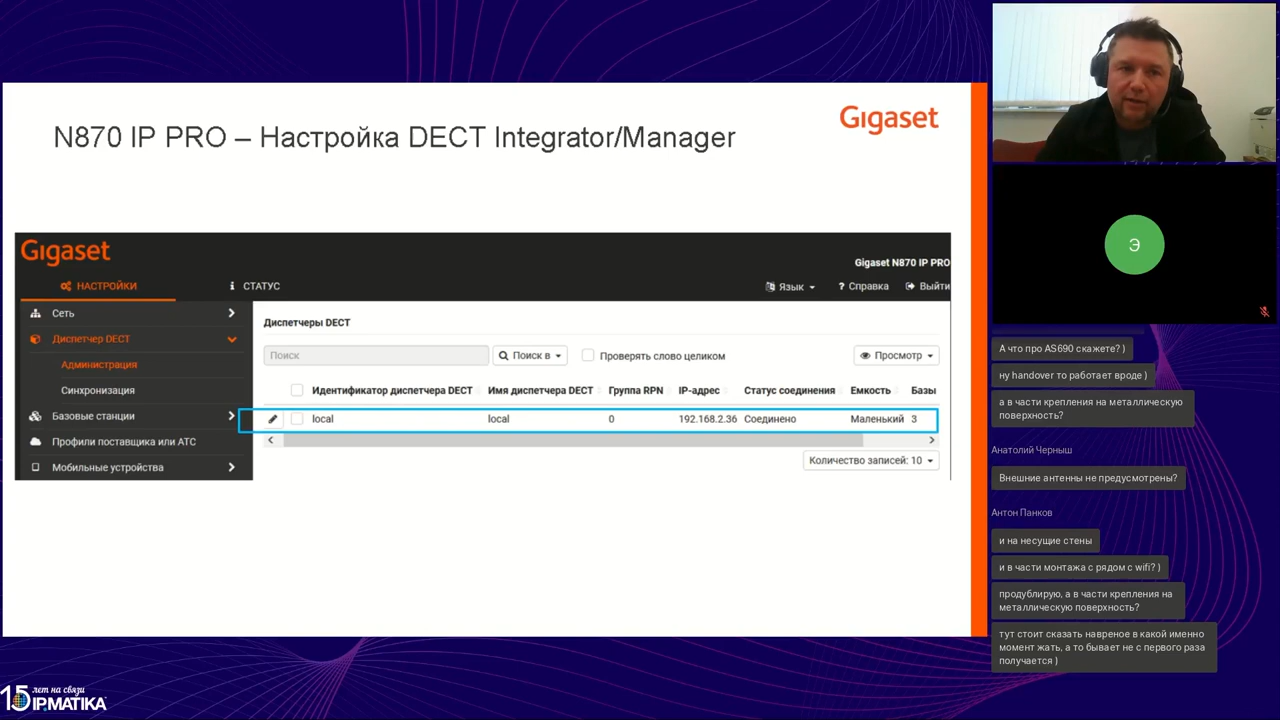 N870 IP PRO – Настройка DECT Integrator/Manager
Gigaset
Gigaset
Gigaset N870 IP PRO
НАСТРОЙКИ
СТАТУС
Язык
Справка
Выйти
Сеть
Диспетчер DECT
Администрация
Синхронизация
Базовые станции
Профили поставщика или АТС
Мобильные устройства
Диспетчеры DECT
Поиск
Поиск в
Проверять слово целиком
Просмотр
Идентификатор диспетчера DECT Имя диспетчера DECT Группа RPN IP-адрес Статус соединения Емкость Базы
local local 0 192.168.2.36 Соединено Маленький 3
Количество записей: 10
Э
А что про AS690 скажете? )
ну handover то работает вроде )
а в части крепления на металлическую
поверхность?
Анатолий Черныш
Внешние антенны не предусмотрены?
Антон Панков
и на несущие стены
и в части монтажа с рядом с wifi? )
продублирую, а в части крепления на
металлическую поверхность?
тут стоит сказать навреное в какой именно
момент жать, а то бывает не с первого раза
получается )
15 лет на связи
IPMATIKA